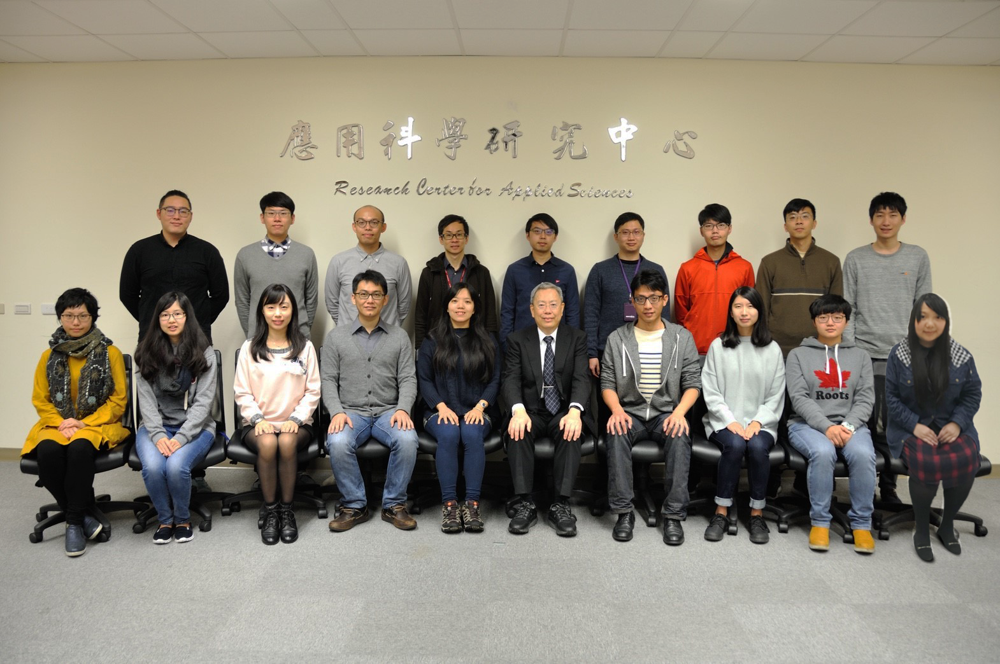 應用科學研究中心
Research Center for Applied Sciences
Roots